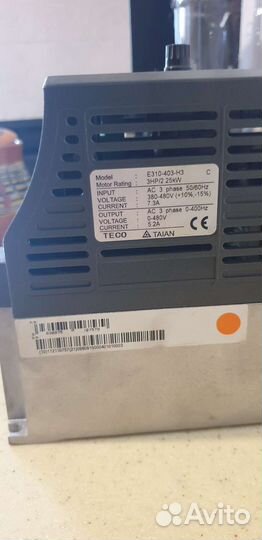 Model : E310-403-H3 C
Motor Rating : 3HP/2.25kW
INPUT : AC 3 phase 50/60Hz
VOLTAGE : 380-480V (+10%,-15%)
CURRENT : 7.3A
OUTPUT : AC 3 phase 0-400Hz
VOLTAGE : 0-480V
CURRENT : 5.2A
TECO TAIAN CE
Avito